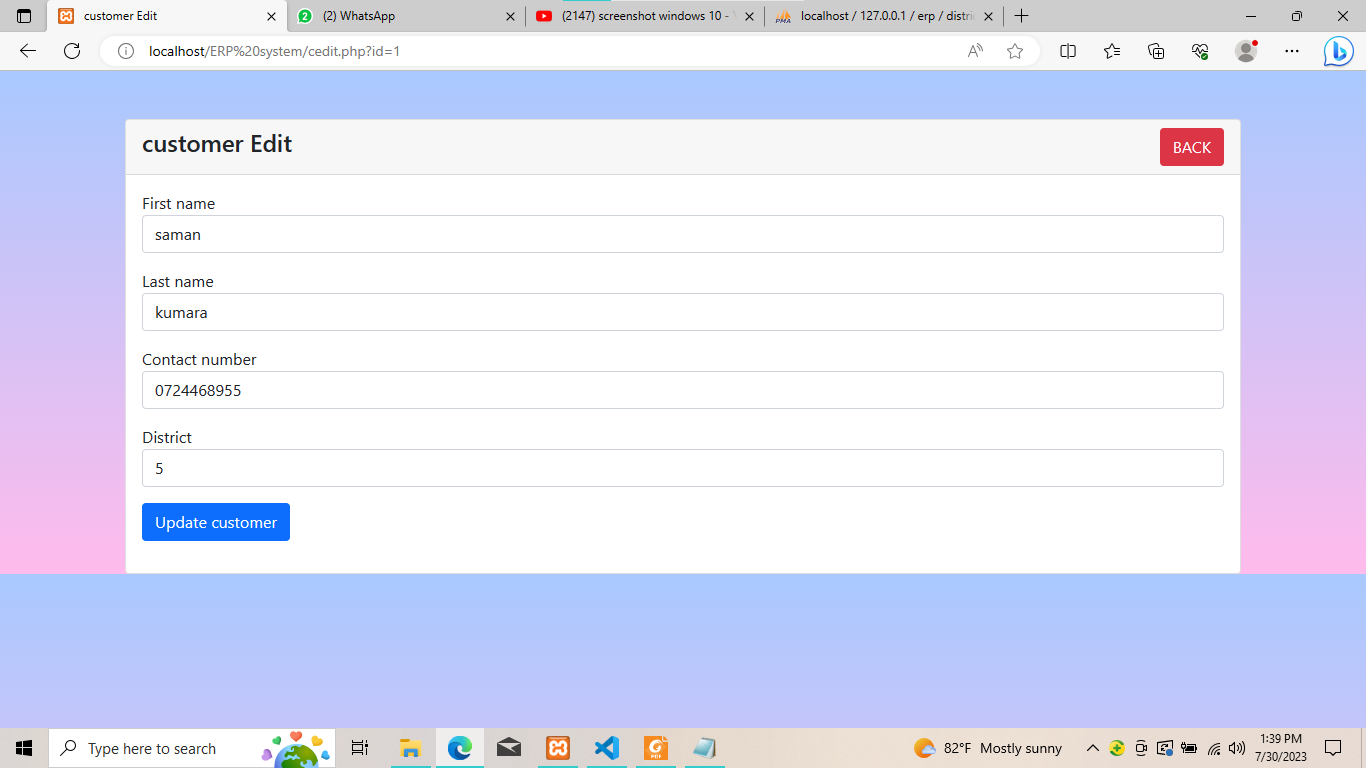 customer Edit
2
(2) WhatsApp
(2147) screenshot windows 10 -
PMA
localhost / 127.0.0.1 / erp / distri
localhost/ERP%20system/cedit.php?id=1
customer Edit
BACK
First name
saman
Last name
kumara
Contact number
0724468955
District
5
Update customer
Type here to search
PDF
82°F Mostly sunny
1:39 PM
7/30/2023